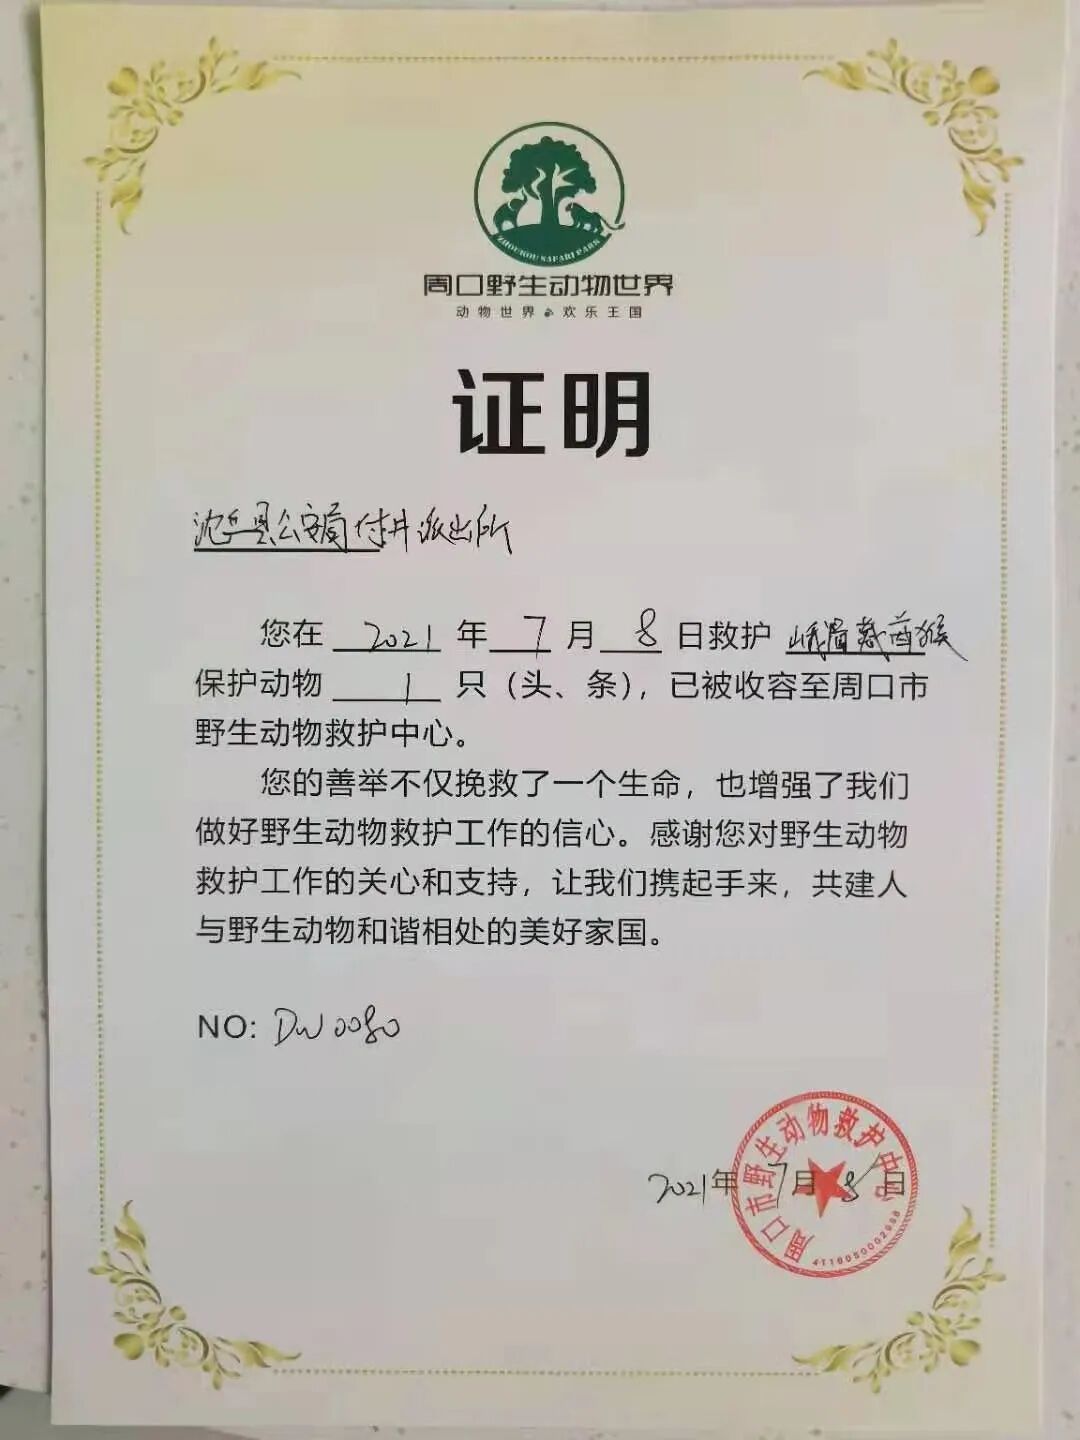 ZHOUKOU SAFARI PARK
周口野生动物世界
动物世界 欢乐王国
证明
沈丘县公安局付井派出所
您在 2021 年 7 月 8 日救护 峨眉藏酋猴
保护动物 1 只（头、条），已被收容至周口市
野生动物救护中心。
您的善举不仅挽救了一个生命，也增强了我们
做好野生动物救护工作的信心。感谢您对野生动物
救护工作的关心和支持，让我们携起手来，共建人
与野生动物和谐相处的美好家国。
NO: DW0080
2021年7月8日
周口市野生动物救护中心